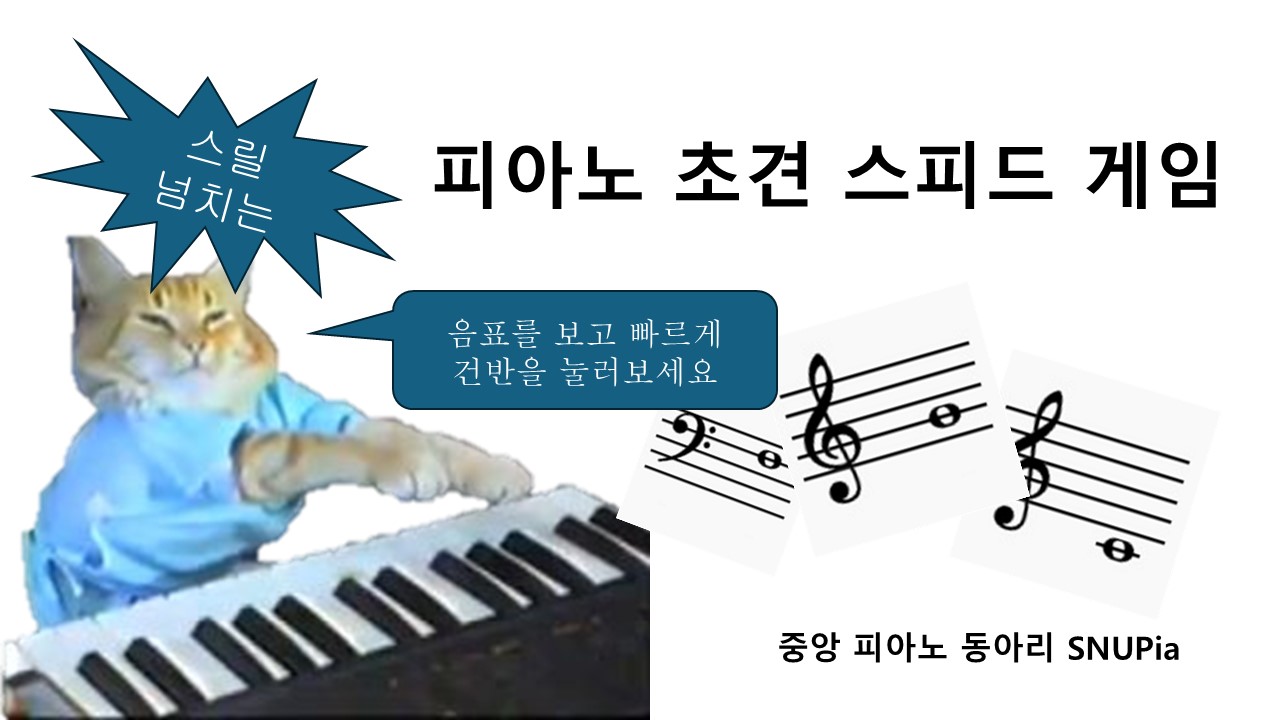 스릴
넘치는
피아노 초견 스피드 게임
음표를 보고 빠르게
건반을 눌러보세요
중앙 피아노 동아리 SNUPia